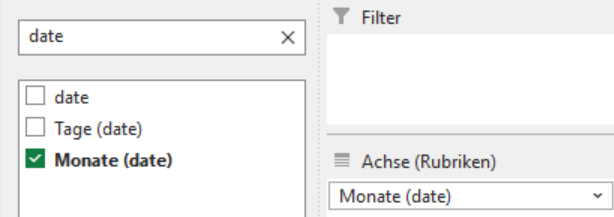 date
date
Tage (date)
Monate (date)
Filter
Achse (Rubriken)
Monate (date)